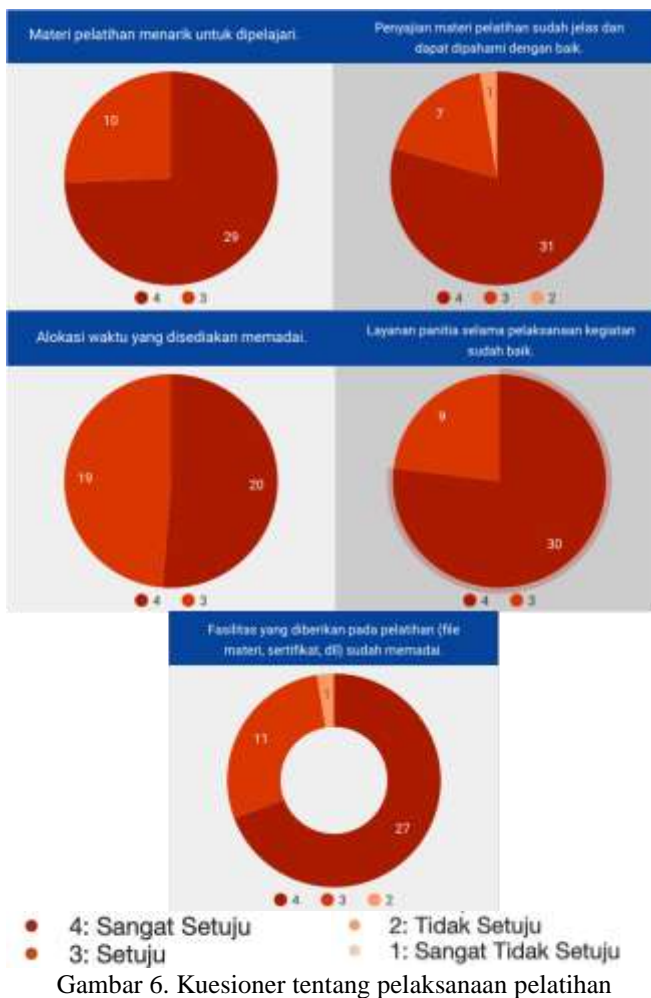 Materi pelatihan menarik untuk dipelajari.
10
29
4 3
Penyajian materi pelatihan sudah jelas dan
dapat dipahami dengan baik.
1
7
31
4 3 2
Alokasi waktu yang disediakan memadai.
19
20
4 3
Layanan panitia selama pelaksanaan kegiatan
sudah baik.
9
30
4 3
Fasilitas yang diberikan pada pelatihan (file
materi, sertifikat, dll) sudah memadai
1
11
27
4 3 2
4: Sangat Setuju
3: Setuju
2: Tidak Setuju
1: Sangat Tidak Setuju
Gambar 6. Kuesioner tentang pelaksanaan pelatihan